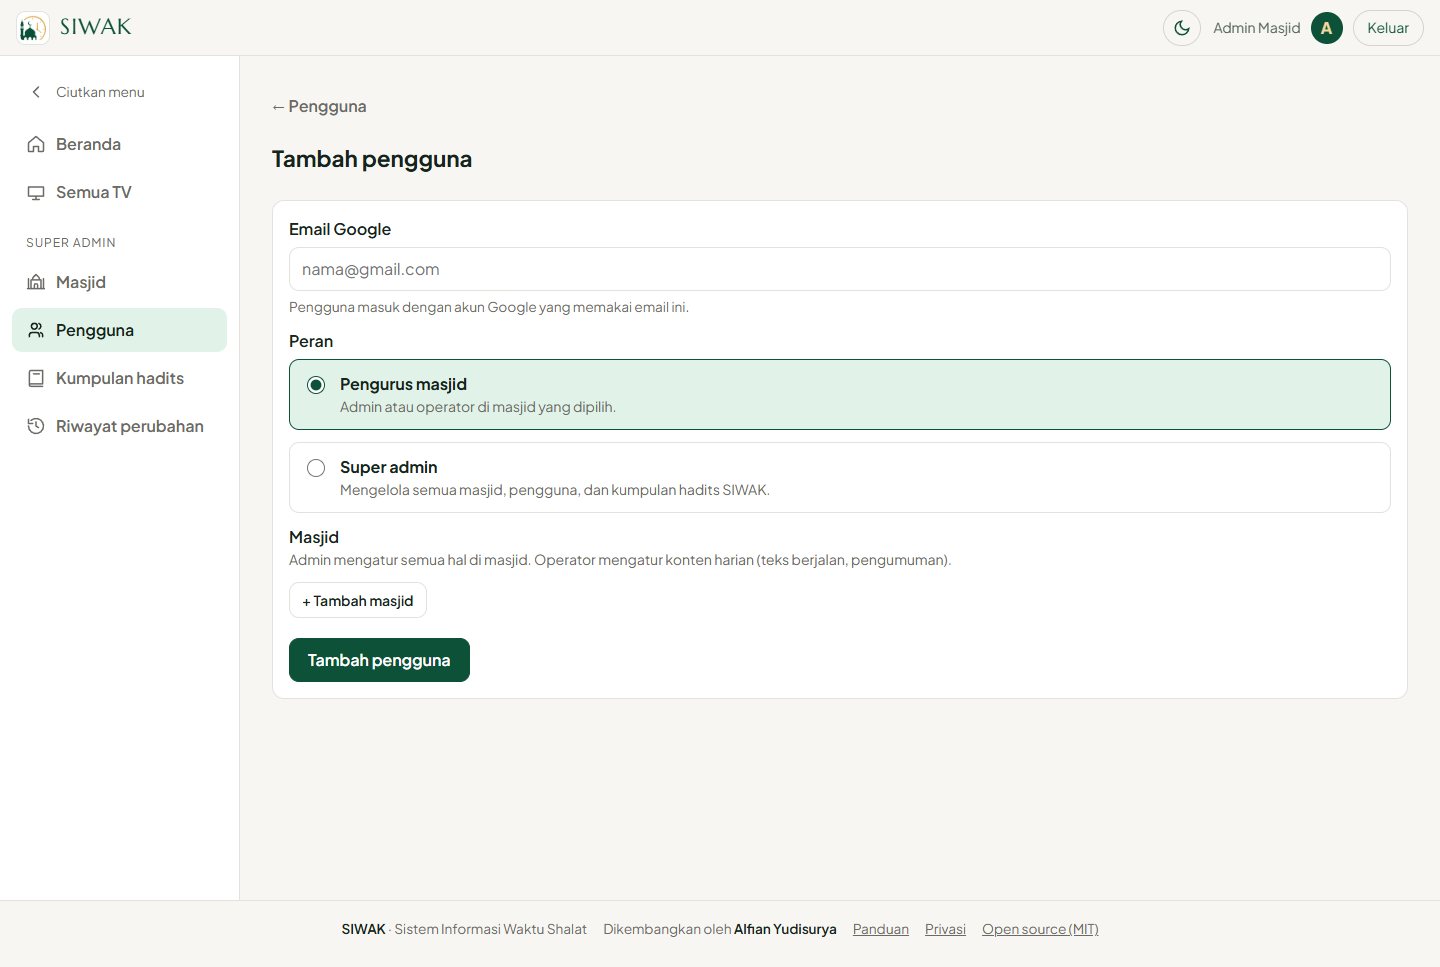 SIWAK
Admin Masjid
A
Keluar
Ciutkan menu
Beranda
Semua TV
SUPER ADMIN
Masjid
Pengguna
Kumpulan hadits
Riwayat perubahan
← Pengguna
Tambah pengguna
Email Google
nama@gmail.com
Pengguna masuk dengan akun Google yang memakai email ini.
Peran
Pengurus masjid
Admin atau operator di masjid yang dipilih.
Super admin
Mengelola semua masjid, pengguna, dan kumpulan hadits SIWAK.
Masjid
Admin mengatur semua hal di masjid. Operator mengatur konten harian (teks berjalan, pengumuman).
+ Tambah masjid
Tambah pengguna
SIWAK · Sistem Informasi Waktu Shalat Dikembangkan oleh Alfian Yudisurya Panduan Privasi Open source (MIT)